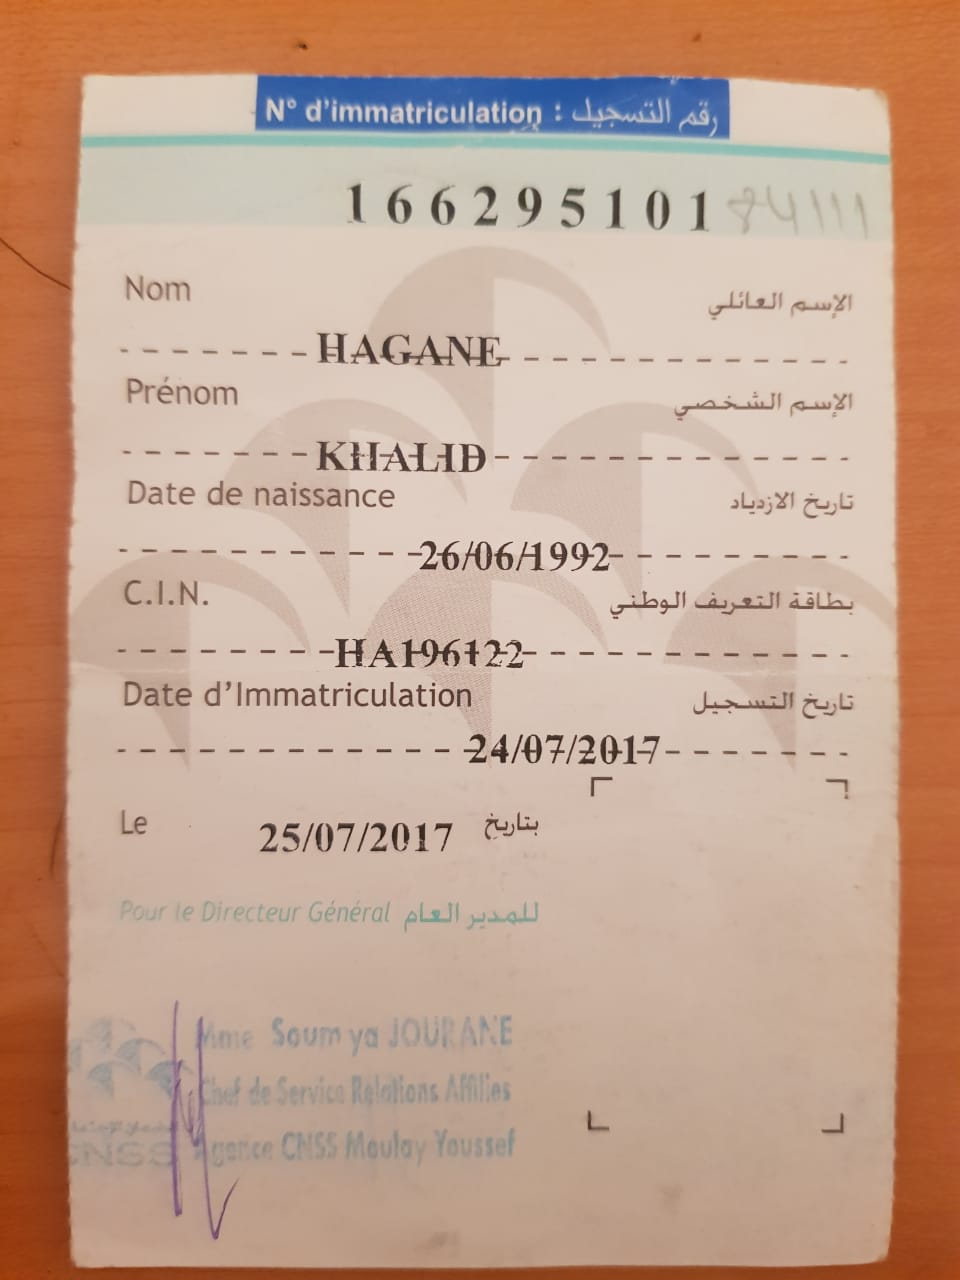 N° d'immatriculation : رقم التسجيل
166295101
Nom الإسم العائلي
HAGANE
Prénom الإسم الشخصي
KHALID
Date de naissance تاريخ الازدياد
26/06/1992
C.I.N. بطاقة التعريف الوطني
HA196122
Date d'Immatriculation تاريخ التسجيل
24/07/2017
Le 25/07/2017 بتاريخ
Pour le Directeur Général للمدير العام
Mme Soumya JOURANE
Chef de Service Relations Affilies
Agence CNSS Moulay Youssef
CNSS